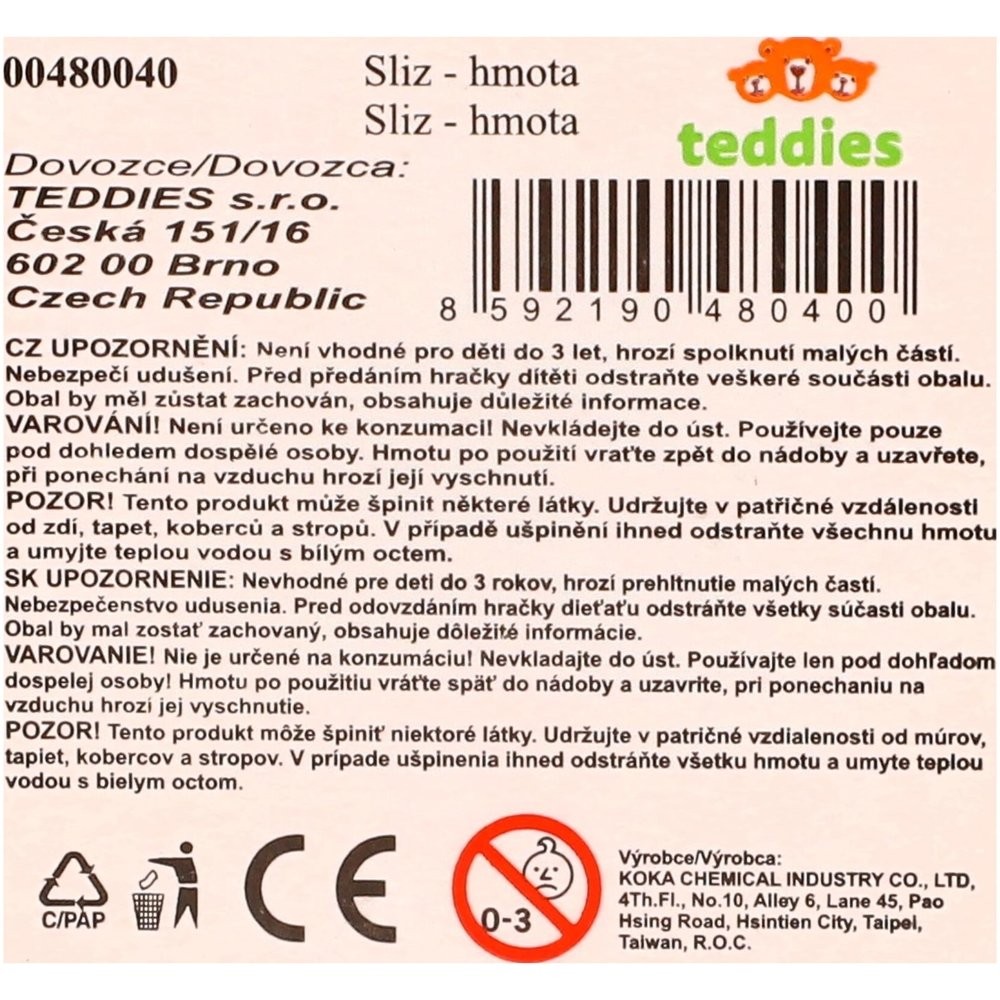 00480040
Sliz - hmota
Sliz - hmota
teddies
Dovozce/Dovozca:
TEDDIES s.r.o.
Česká 151/16
602 00 Brno
Czech Republic
8 592190 480400
CZ UPOZORNĚNÍ: Není vhodné pro děti do 3 let, hrozí spolknutí malých částí.
Nebezpečí udušení. Před předáním hračky dítěti odstraňte veškeré součásti obalu.
Obal by měl zůstat zachován, obsahuje důležité informace.
VAROVÁNÍ! Není určeno ke konzumaci! Nevkládejte do úst. Používejte pouze
pod dohledem dospělé osoby. Hmotu po použití vraťte zpět do nádoby a uzavřete,
při ponechání na vzduchu hrozí její vyschnutí.
POZOR! Tento produkt může špinit některé látky. Udržujte v patřičné vzdálenosti
od zdí, tapet, koberců a stropů. V případě ušpinění ihned odstraňte všechnu hmotu
a umyjte teplou vodou s bílým octem.
SK UPOZORNENIE: Nevhodné pre deti do 3 rokov, hrozí prehltnutie malých častí.
Nebezpečenstvo udusenia. Pred odovzdáním hračky dieťaťu odstráňte všetky súčasti obalu.
Obal by mal zostať zachovaný, obsahuje dôležité informácie.
VAROVANIE! Nie je určené na konzumáciu! Nevkladajte do úst. Používajte len pod dohľadom
dospelej osoby! Hmotu po použitiu vráťte späť do nádoby a uzavrite, pri ponechaniu na
vzduchu hrozí jej vyschnutie.
POZOR! Tento produkt môže špiniť niektoré látky. Udržujte v patričné vzdialenosti od múrov,
tapiet, kobercov a stropov. V prípade ušpinenia ihned odstráňte všetku hmotu a umyte teplou
vodou s bielym octom.
C/PAP
CE
0-3
Výrobce/Výrobca:
KOKA CHEMICAL INDUSTRY CO., LTD,
4Th.Fl., No.10, Alley 6, Lane 45, Pao
Hsing Road, Hsintien City, Taipei,
Taiwan, R.O.C.